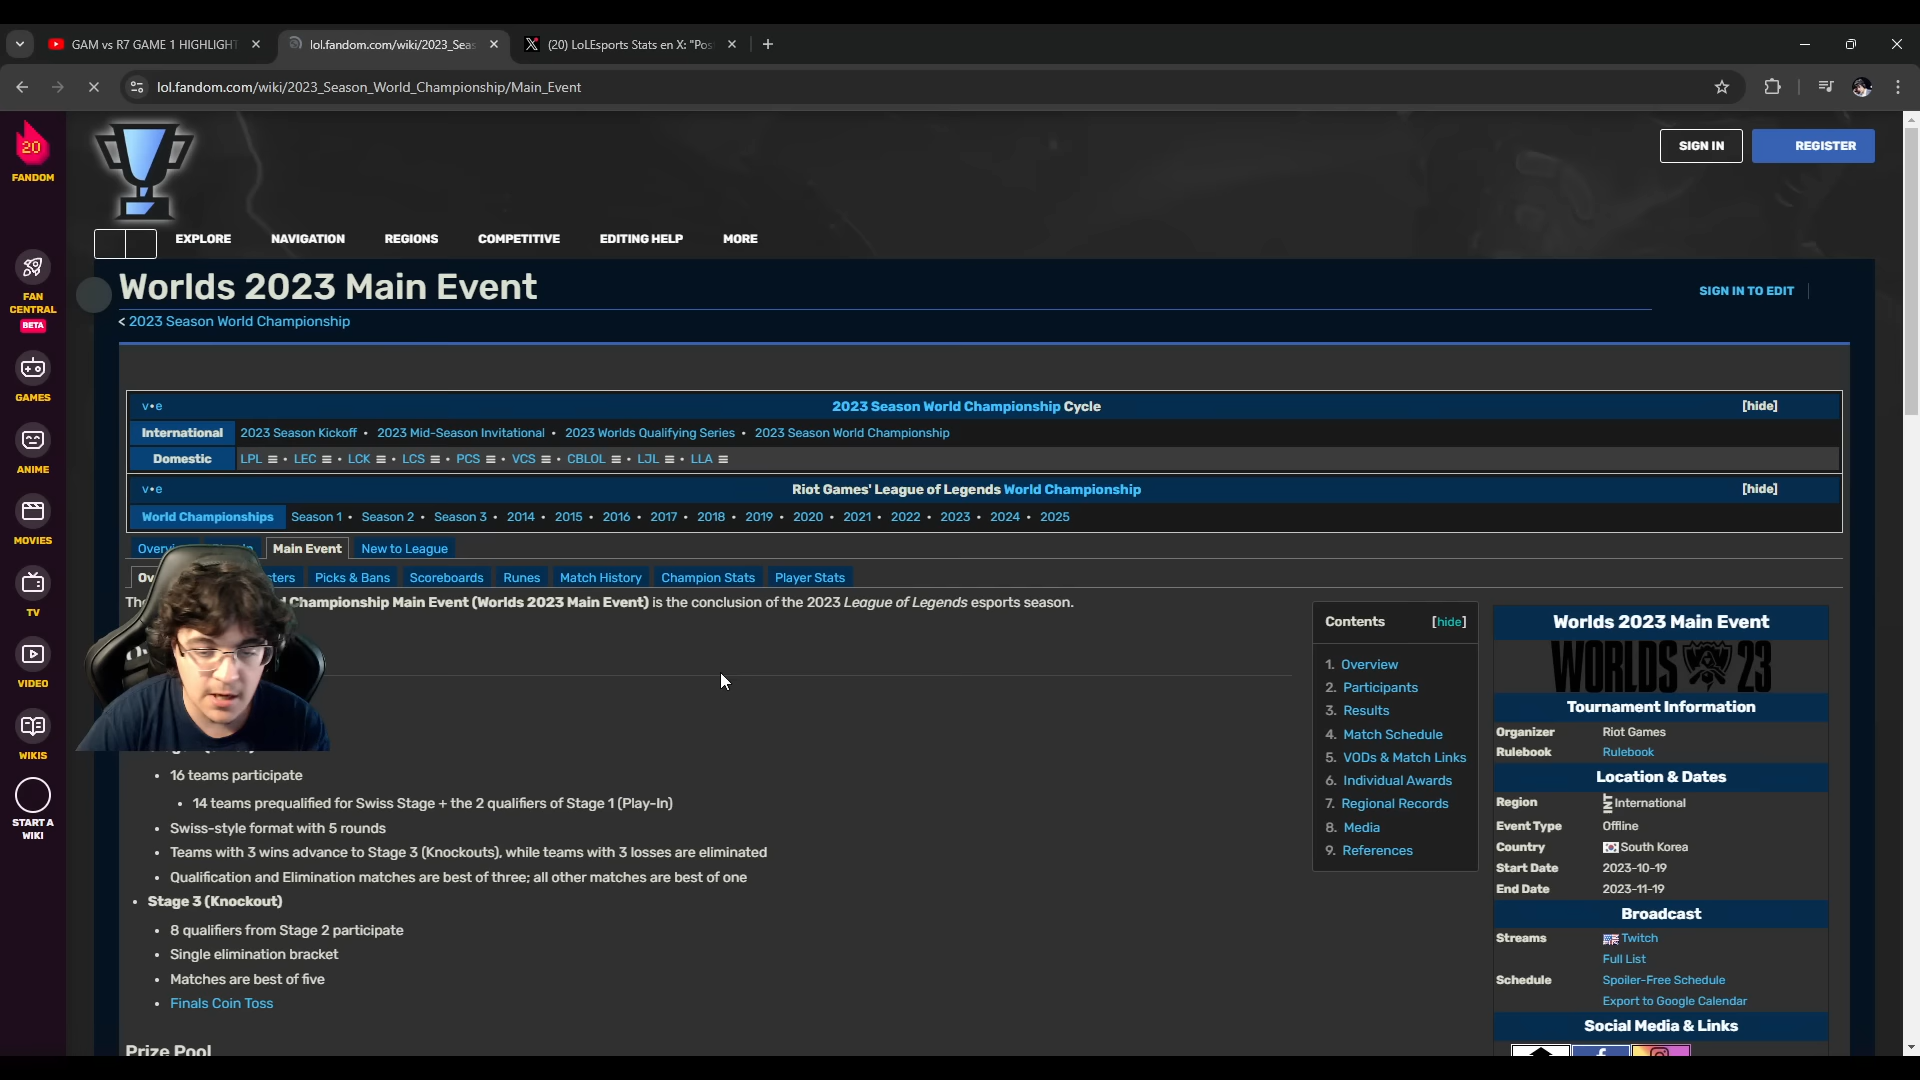 GAM vs R7 GAME 1 HIGHLIGHT
lol.fandom.com/wiki/2023_Seas
(20) LoLEsports Stats en X: "Pos
lol.fandom.com/wiki/2023_Season_World_Championship/Main_Event
20
FANDOM
FAN CENTRAL
BETA
GAMES
ANIME
MOVIES
TV
VIDEO
WIKIS
START A WIKI
SIGN IN
REGISTER
EXPLORE NAVIGATION REGIONS COMPETITIVE EDITING HELP MORE
Worlds 2023 Main Event
SIGN IN TO EDIT
< 2023 Season World Championship
v•e 2023 Season World Championship Cycle [hide]
International 2023 Season Kickoff • 2023 Mid-Season Invitational • 2023 Worlds Qualifying Series • 2023 Season World Championship
Domestic LPL • LEC • LCK • LCS • PCS • VCS • CBLOL • LJL • LLA
v•e Riot Games' League of Legends World Championship [hide]
World Championships Season 1 • Season 2 • Season 3 • 2014 • 2015 • 2016 • 2017 • 2018 • 2019 • 2020 • 2021 • 2022 • 2023 • 2024 • 2025
Main Event New to League
Picks & Bans Scoreboards Runes Match History Champion Stats Player Stats
Championship Main Event (Worlds 2023 Main Event) is the conclusion of the 2023 League of Legends esports season.
• 16 teams participate
• 14 teams prequalified for Swiss Stage + the 2 qualifiers of Stage 1 (Play-In)
• Swiss-style format with 5 rounds
• Teams with 3 wins advance to Stage 3 (Knockouts), while teams with 3 losses are eliminated
• Qualification and Elimination matches are best of three; all other matches are best of one
• Stage 3 (Knockout)
• 8 qualifiers from Stage 2 participate
• Single elimination bracket
• Matches are best of five
• Finals Coin Toss
Prize Pool
Contents [hide]
1. Overview
2. Participants
3. Results
4. Match Schedule
5. VODs & Match Links
6. Individual Awards
7. Regional Records
8. Media
9. References
Worlds 2023 Main Event
WORLDS 23
Tournament Information
Organizer Riot Games
Rulebook Rulebook
Location & Dates
Region INT International
Event Type Offline
Country South Korea
Start Date 2023-10-19
End Date 2023-11-19
Broadcast
Streams Twitch
Full List
Schedule Spoiler-Free Schedule
Export to Google Calendar
Social Media & Links